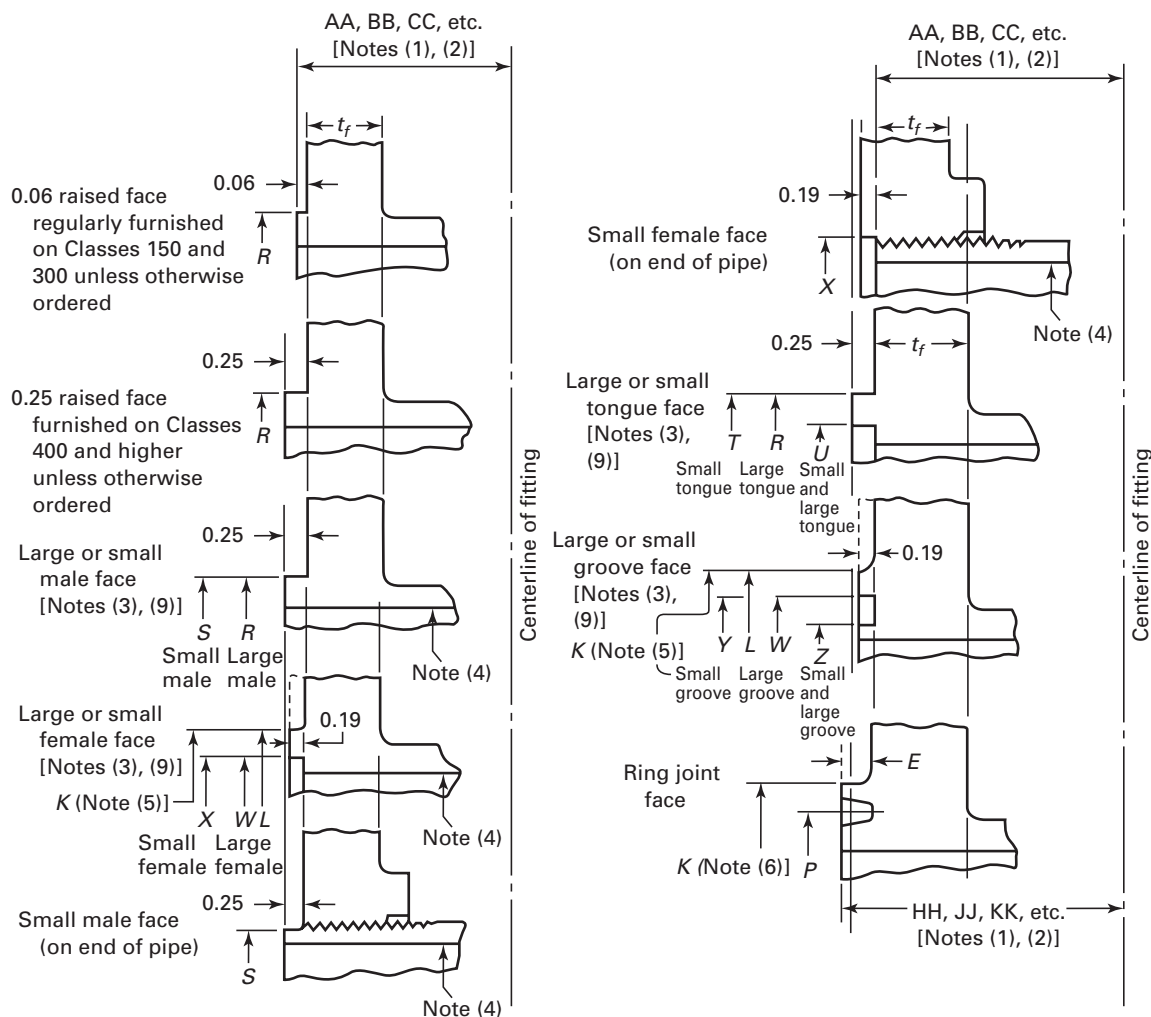 AA, BB, CC, etc.
[Notes (1), (2)]
t_f
0.06
0.06 raised face
regularly furnished
on Classes 150 and
300 unless otherwise
ordered
R
0.25
0.25 raised face
furnished on Classes
400 and higher
unless otherwise
ordered
R
0.25
Large or small
male face
[Notes (3), (9)]
S R
Small Large
male male
Note (4)
Large or small
female face
[Notes (3), (9)]
0.19
K (Note (5)]
X W L
Small Large
female female
Note (4)
0.25
Small male face
(on end of pipe)
S
Note (4)
Centerline of fitting
AA, BB, CC, etc.
[Notes (1), (2)]
t_f
0.19
Small female face
(on end of pipe)
X
Note (4)
0.25
t_f
Large or small
tongue face
[Notes (3),
(9)]
T R U
Small tongue
Large tongue
Small and large tongue
Large or small
groove face
[Notes (3),
(9)]
0.19
K (Note (5)]
Y L W Z
Small groove
Large groove
Small and large groove
Ring joint
face
E
K (Note (6)]
P
HH, JJ, KK, etc.
[Notes (1), (2)]
Centerline of fitting